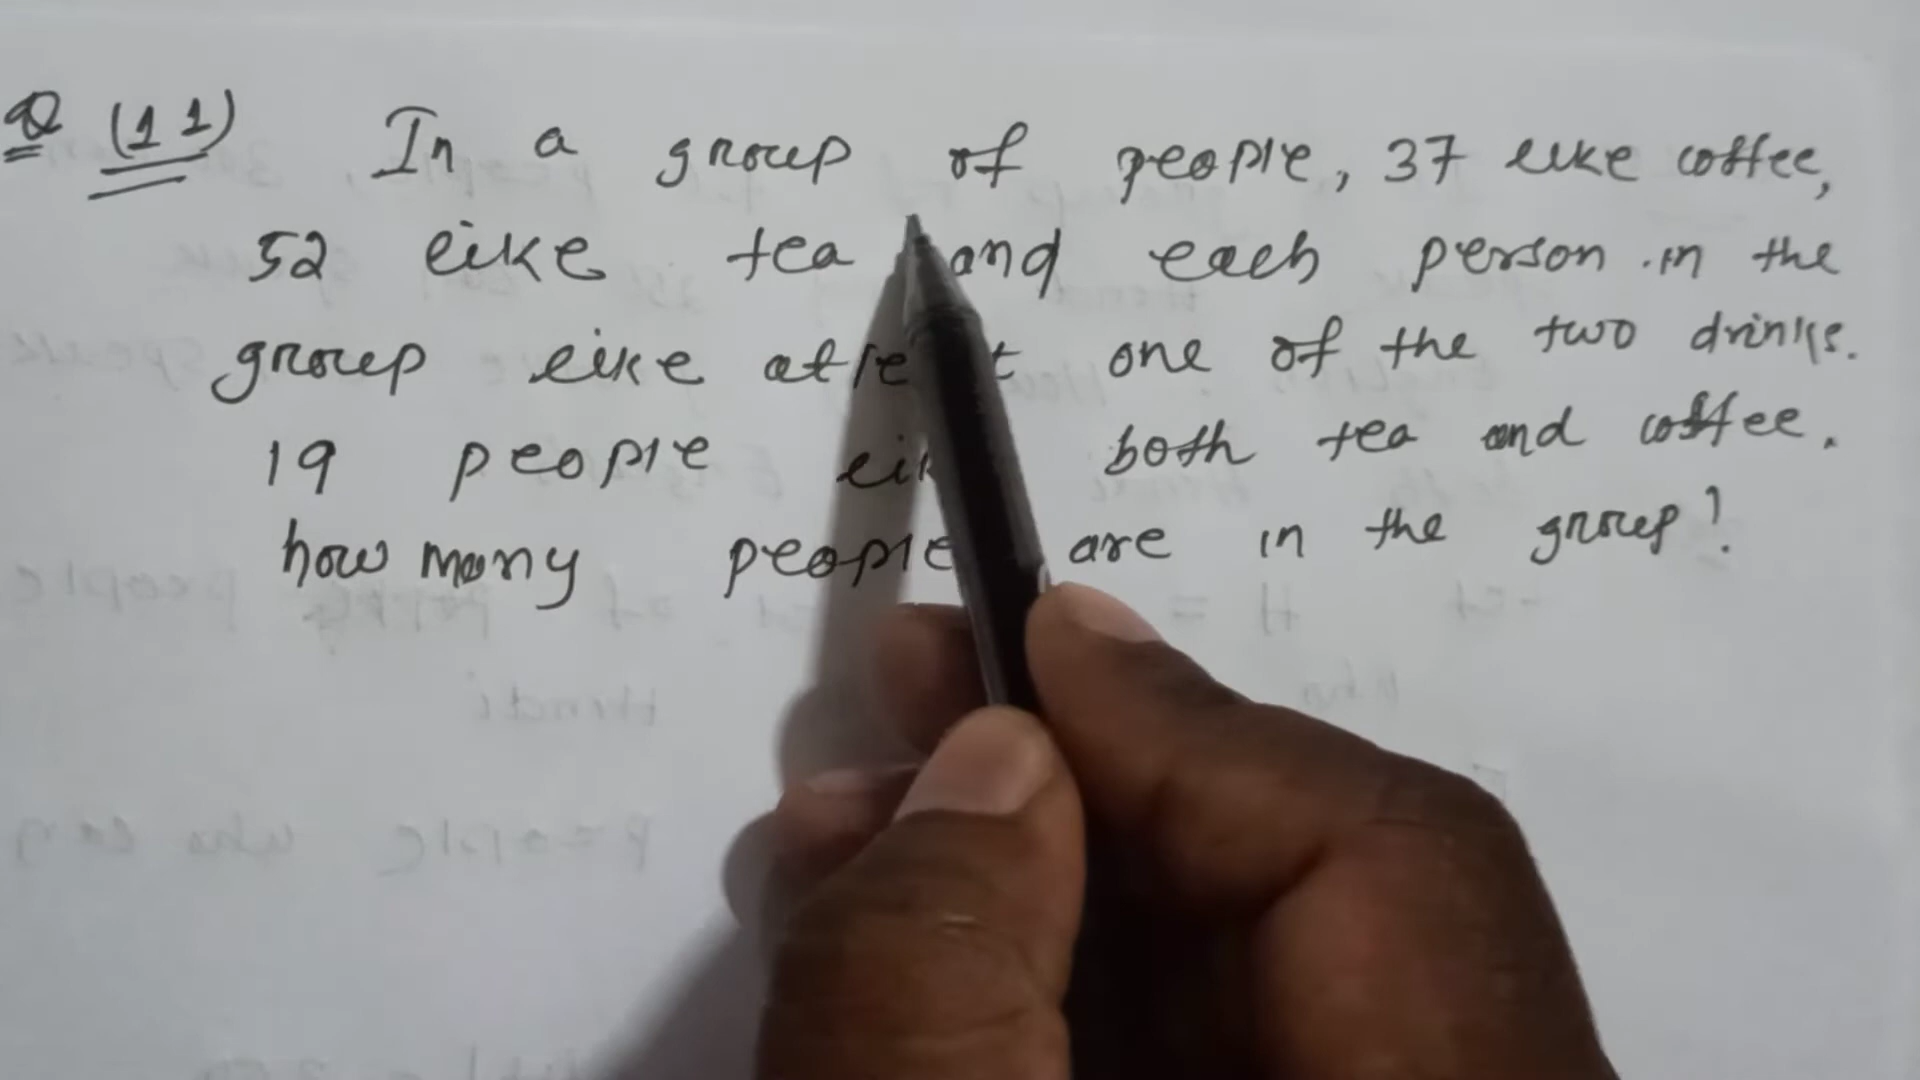 Q (11) In a group of people, 37 like coffee,
52 like tea and each person in the
group like at one of the two drinks.
19 people both tea and coffee.
how many people are in the group?